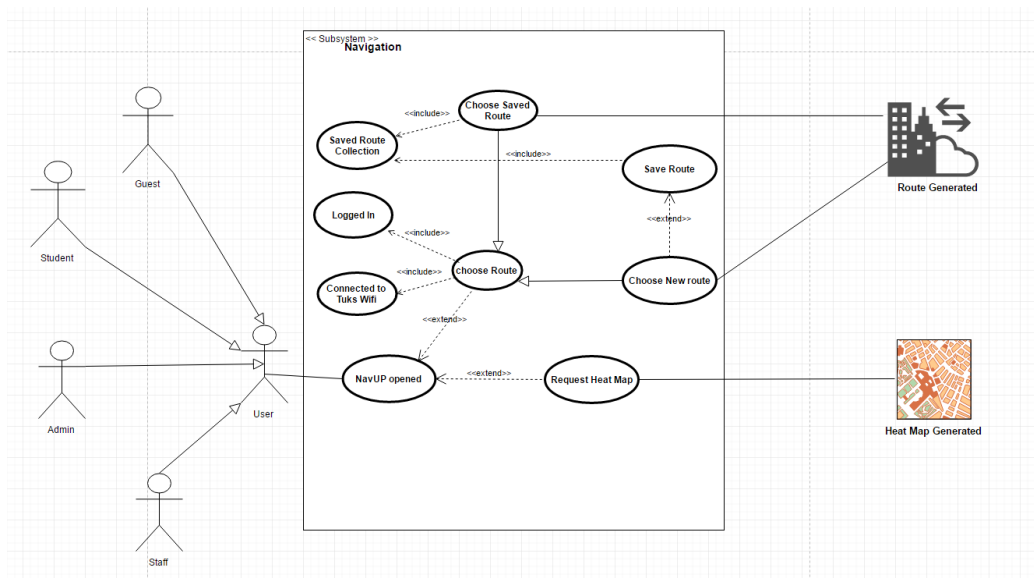 << Subsystem >>
Navigation
Choose Saved
Route
<<include>>
Saved Route
Collection
<<include>>
Save Route
Route Generated
Guest
Logged In
<<extend>>
<<include>>
Student
choose Route
<<include>>
Choose New route
Connected to
Tuks Wifi
<<extend>>
NavUP opened
<<extend>>
Request Heat Map
User
Admin
Heat Map Generated
Staff